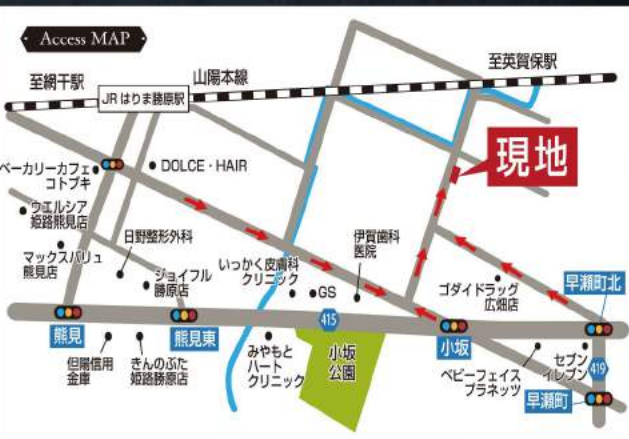 Access MAP
至網干駅
山陽本線
至英賀保駅
JRはりま勝原駅
現地
ベーカリーカフェ
コトブキ
DOLCE・HAIR
ウエルシア
姫路熊見店
マックスバリュ
熊見店
日野整形外科
ジョイフル
勝原店
いっかく皮膚科
クリニック
GS
伊賀歯科
医院
ゴダイドラッグ
広畑店
早瀬町北
熊見
熊見東
415
小坂
但陽信用
金庫
きんのぶた
姫路勝原店
みやもと
ハート
クリニック
小坂
公園
ベビーフェイス
プラネッツ
セブン
イレブン
419
早瀬町